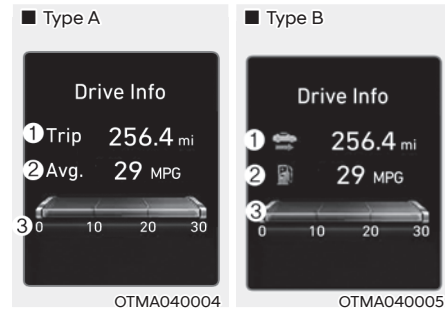 ■ Type A
Drive Info
① Trip 256.4 mi
② Avg. 29 MPG
③
0 10 20 30
OTMA040004
■ Type B
Drive Info
① 256.4 mi
② 29 MPG
③
0 10 20 30
OTMA040005